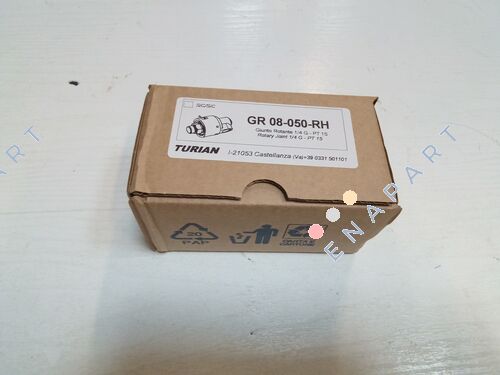 SQSC
GR 08-050-RH
Giunto Rotante 1/4 G - PT 15
Rotary Joint 1/4 G - PT 15
TURIAN
I-21053 Castellanza (Va)+39 0331 501101
20
PAP
ENAPART